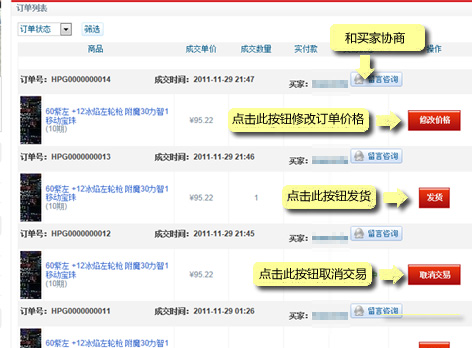 订单列表
订单状态 筛选
商品 成交单价 成交数量 实付款 操作
和买家协商
订单号：HPG0000000014 成交时间：2011-11-29 21:47 买家： 留言咨询
60紫左 +12冰焰左轮枪 附魔30力智1
移动宝珠
(10期)
¥95.22
点击此按钮修改订单价格
修改价格
订单号：HPG0000000013 成交时间：2011-11-29 21:46 买家： 留言咨询
60紫左 +12冰焰左轮枪 附魔30力智1
移动宝珠
(10期)
¥95.22 1
点击此按钮发货
发货
订单号：HPG0000000012 成交时间：2011-11-29 21:45 买家： 留言咨询
60紫左 +12冰焰左轮枪 附魔30力智1
移动宝珠
(10期)
¥95.22
点击此按钮取消交易
取消交易
订单号：HPG0000000011 成交时间：2011-11-29 01:26 买家： 留言咨询
60紫左 +12冰焰左轮枪 附魔30力智1